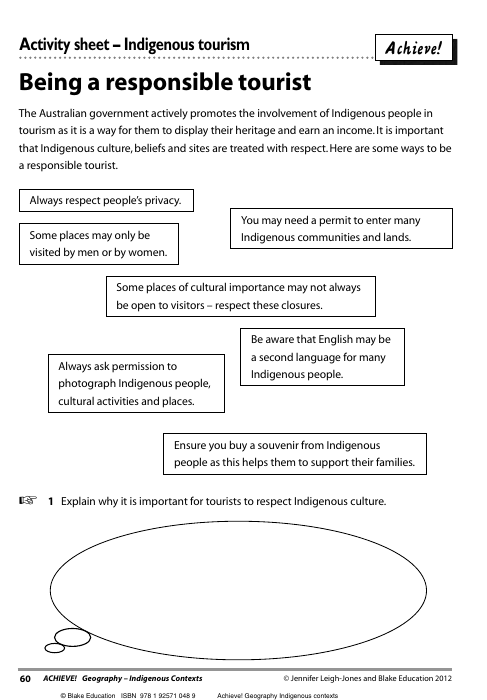 Activity sheet – Indigenous tourism
Achieve!
Being a responsible tourist
The Australian government actively promotes the involvement of Indigenous people in
tourism as it is a way for them to display their heritage and earn an income. It is important
that Indigenous culture, beliefs and sites are treated with respect. Here are some ways to be
a responsible tourist.
Always respect people's privacy.
You may need a permit to enter many
Indigenous communities and lands.
Some places may only be
visited by men or by women.
Some places of cultural importance may not always
be open to visitors – respect these closures.
Be aware that English may be
a second language for many
Indigenous people.
Always ask permission to
photograph Indigenous people,
cultural activities and places.
Ensure you buy a souvenir from Indigenous
people as this helps them to support their families.
1 Explain why it is important for tourists to respect Indigenous culture.
60 ACHIEVE! Geography – Indigenous Contexts
© Jennifer Leigh-Jones and Blake Education 2012
© Blake Education ISBN 978 1 92571 048 9 Achieve! Geography Indigenous contexts